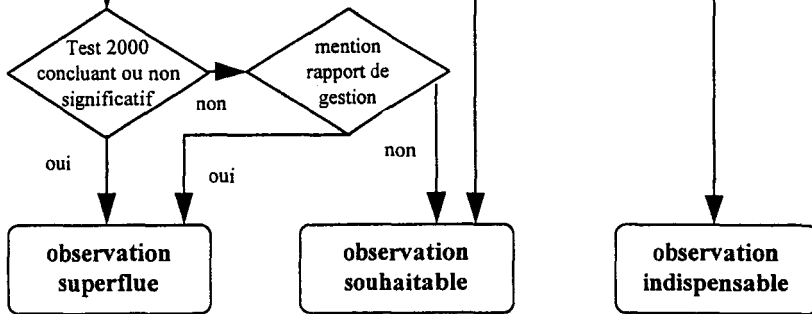 Test 2000
concluant ou non
significatif
mention
rapport de
gestion
non
oui
oui
non
observation
superflue
observation
souhaitable
observation
indispensable